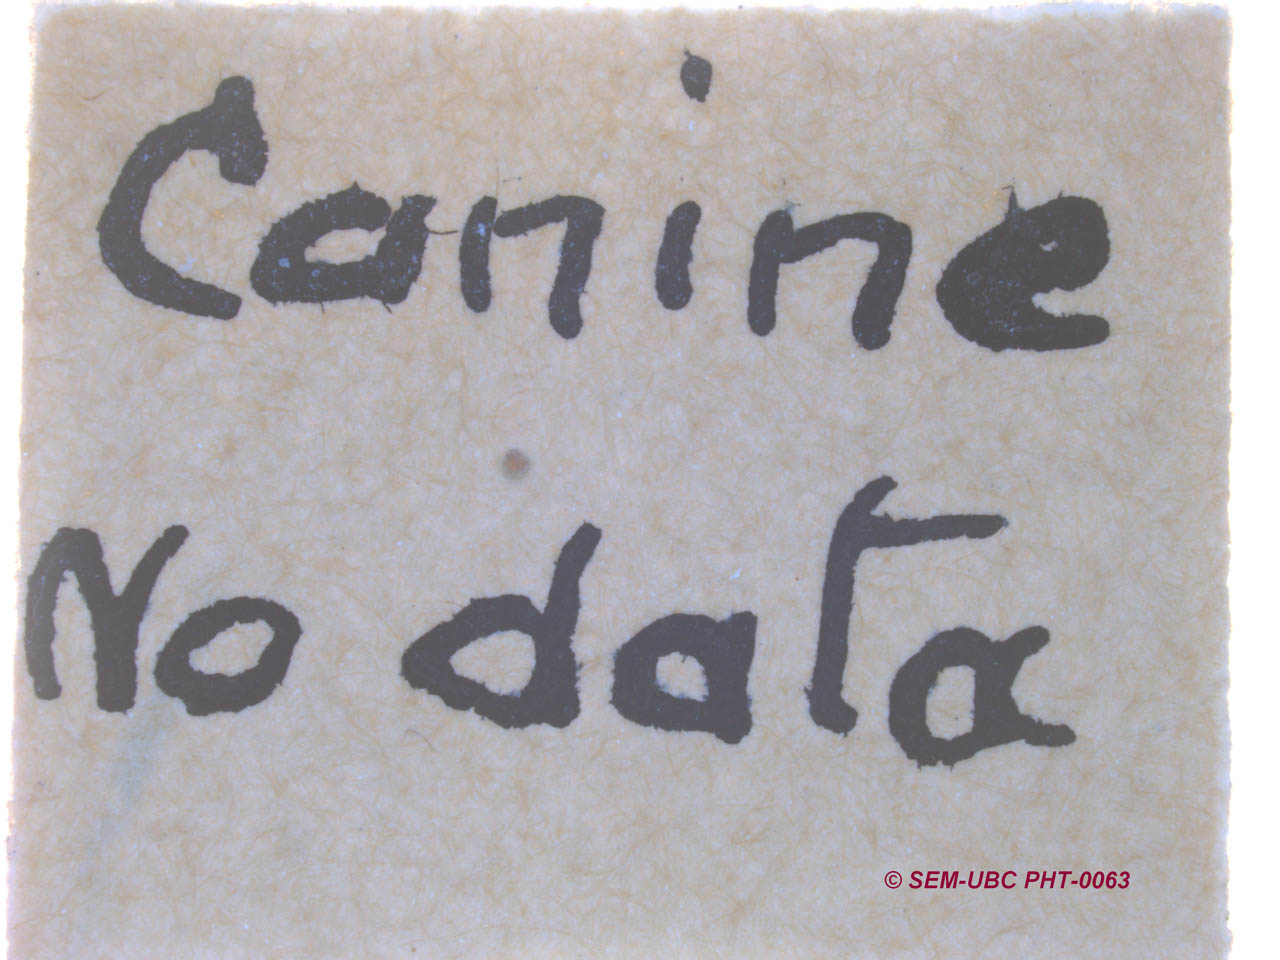 Canine
No data
© SEM-UBC PHT-0063